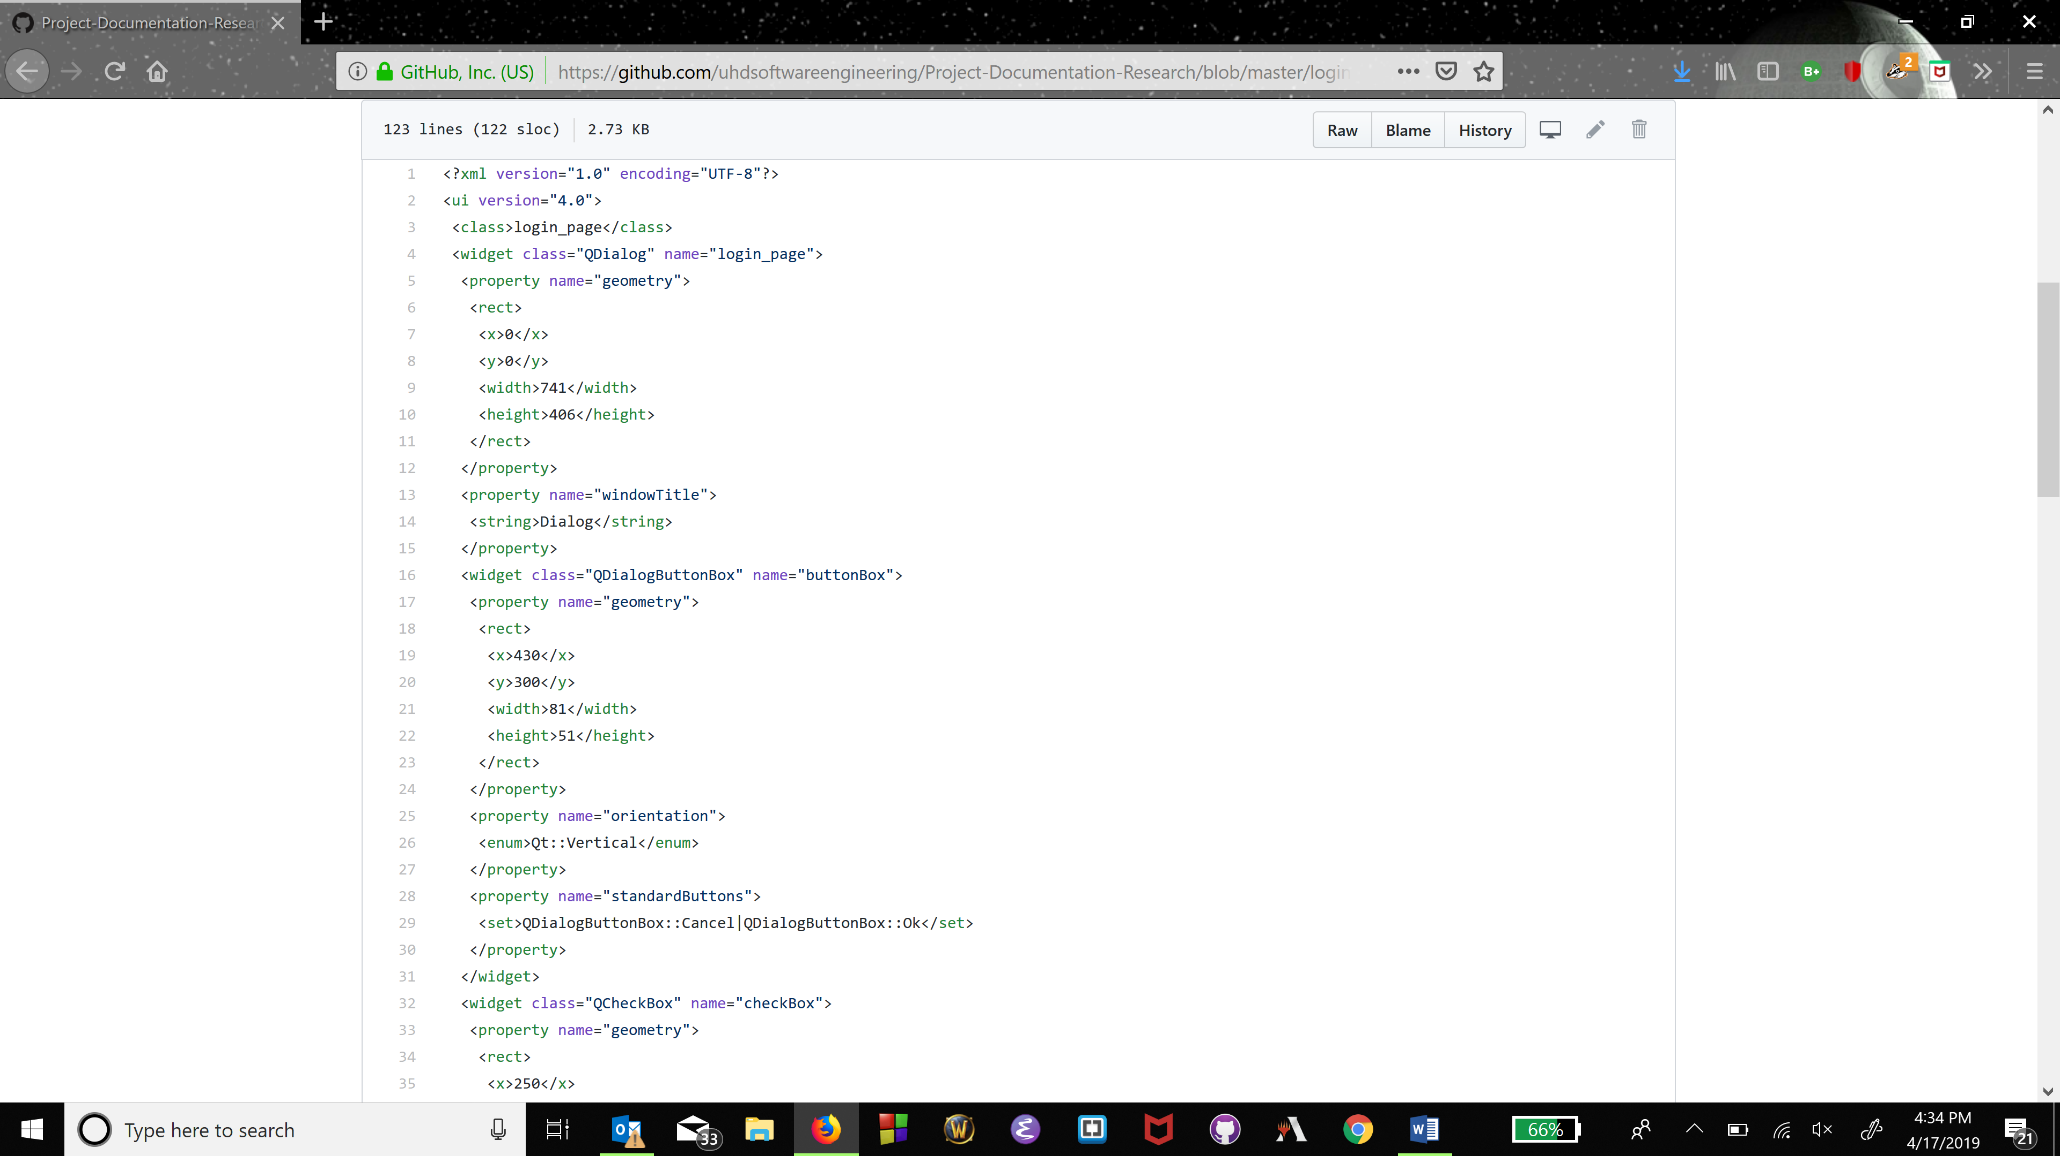 Project-Documentation-Resear
GitHub, Inc. (US)
https://github.com/uhdsoftwareengineering/Project-Documentation-Research/blob/master/login
B+
2
123 lines (122 sloc) 2.73 KB
Raw Blame History
1 <?xml version="1.0" encoding="UTF-8"?>
2 <ui version="4.0">
3 <class>login_page</class>
4 <widget class="QDialog" name="login_page">
5 <property name="geometry">
6 <rect>
7 <x>0</x>
8 <y>0</y>
9 <width>741</width>
10 <height>406</height>
11 </rect>
12 </property>
13 <property name="windowTitle">
14 <string>Dialog</string>
15 </property>
16 <widget class="QDialogButtonBox" name="buttonBox">
17 <property name="geometry">
18 <rect>
19 <x>430</x>
20 <y>300</y>
21 <width>81</width>
22 <height>51</height>
23 </rect>
24 </property>
25 <property name="orientation">
26 <enum>Qt::Vertical</enum>
27 </property>
28 <property name="standardButtons">
29 <set>QDialogButtonBox::Cancel|QDialogButtonBox::Ok</set>
30 </property>
31 </widget>
32 <widget class="QCheckBox" name="checkBox">
33 <property name="geometry">
34 <rect>
35 <x>250</x>
Type here to search
33
66%
4:34 PM
4/17/2019
21